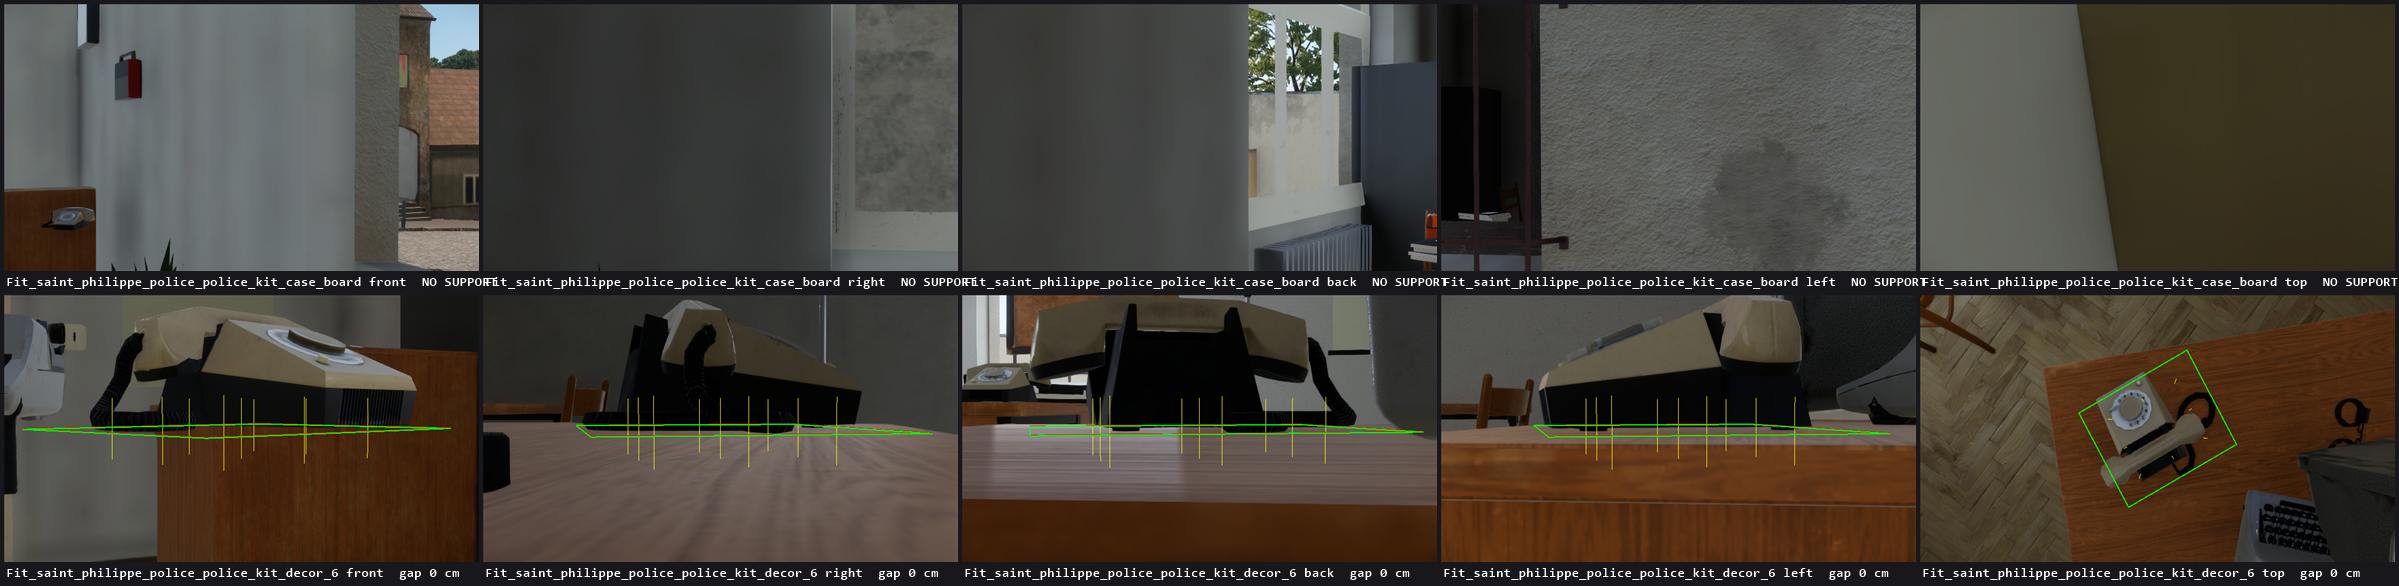 Fit_saint_philippe_police_police_kit_case_board front  NO SUPPORT
Fit_saint_philippe_police_police_kit_case_board right  NO SUPPORT
Fit_saint_philippe_police_police_kit_case_board back  NO SUPPORT
Fit_saint_philippe_police_police_kit_case_board left  NO SUPPORT
Fit_saint_philippe_police_police_kit_case_board top  NO SUPPORT
Fit_saint_philippe_police_police_kit_decor_6 front  gap 0 cm
Fit_saint_philippe_police_police_kit_decor_6 right  gap 0 cm
Fit_saint_philippe_police_police_kit_decor_6 back  gap 0 cm
Fit_saint_philippe_police_police_kit_decor_6 left  gap 0 cm
Fit_saint_philippe_police_police_kit_decor_6 top  gap 0 cm